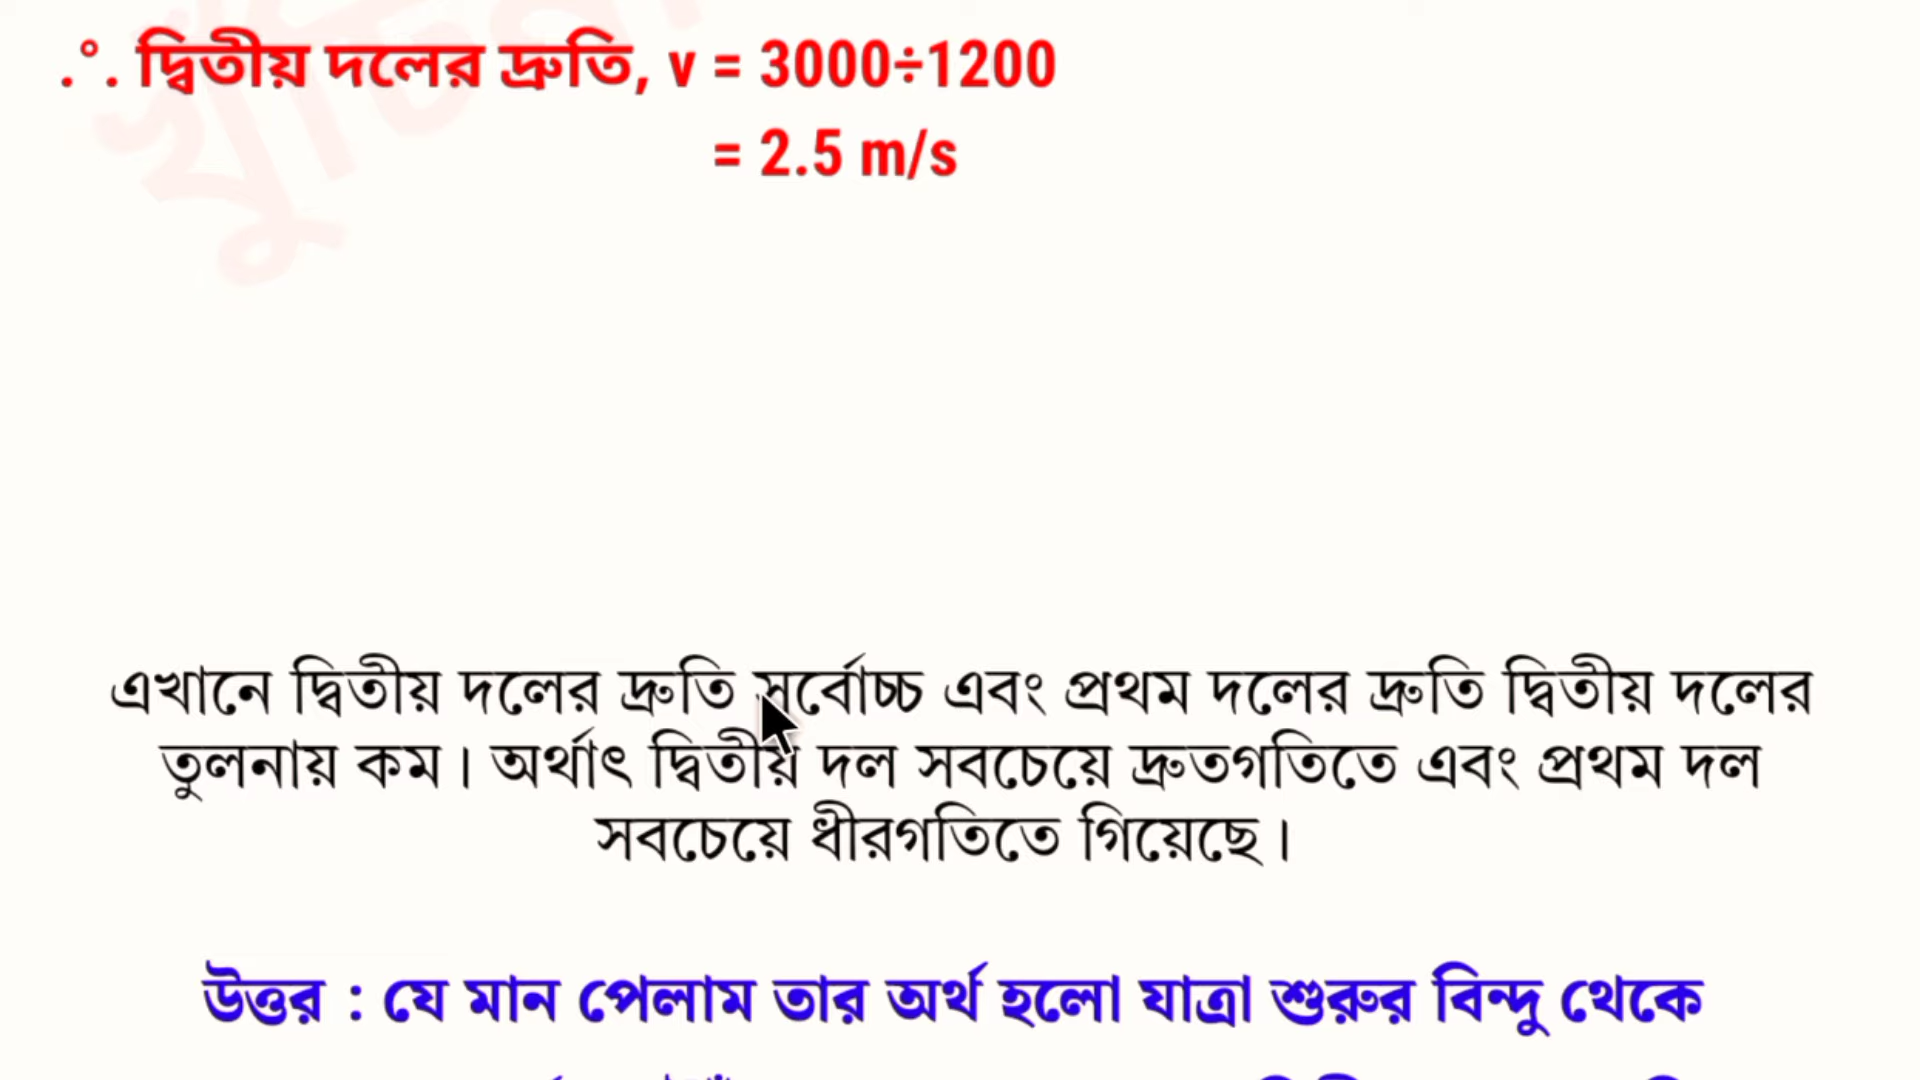 ∴ দ্বিতীয় দলের দ্রুতি, v = 3000÷1200
= 2.5 m/s
এখানে দ্বিতীয় দলের দ্রুতি সর্বোচ্চ এবং প্রথম দলের দ্রুতি দ্বিতীয় দলের
তুলনায় কম। অর্থাৎ দ্বিতীয় দল সবচেয়ে দ্রুতগতিতে এবং প্রথম দল
সবচেয়ে ধীরগতিতে গিয়েছে।
উত্তর : যে মান পেলাম তার অর্থ হলো যাত্রা শুরুর বিন্দু থেকে